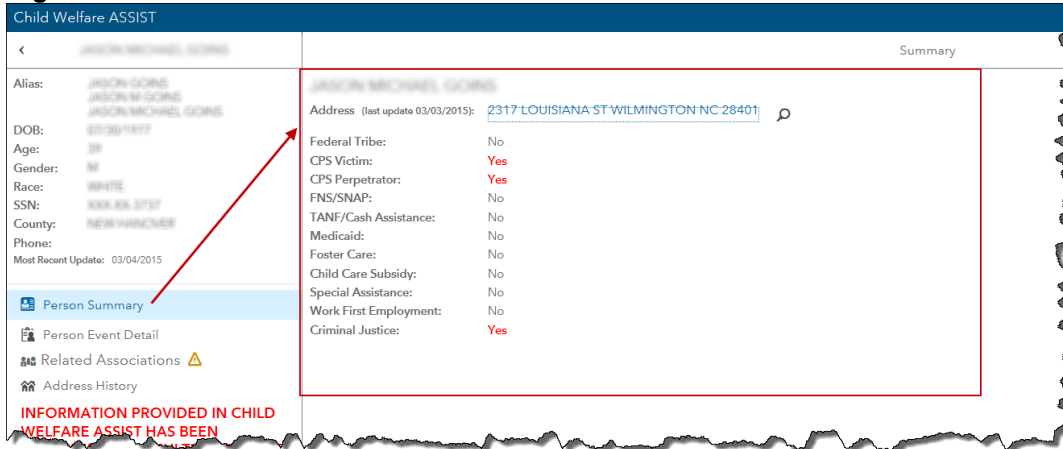 Child Welfare ASSIST
Summary
Alias:
DOB:
Age:
Gender:
Race:
SSN:
County:
Phone:
Most Recent Update: 03/04/2015
Person Summary
Person Event Detail
Related Associations
Address History
INFORMATION PROVIDED IN CHILD
WELFARE ASSIST HAS BEEN
Address (last update 03/03/2015): 2317 LOUISIANA ST WILMINGTON NC 28401
Federal Tribe: No
CPS Victim: Yes
CPS Perpetrator: Yes
FNS/SNAP: No
TANF/Cash Assistance: No
Medicaid: No
Foster Care: No
Child Care Subsidy: No
Special Assistance: No
Work First Employment: No
Criminal Justice: Yes